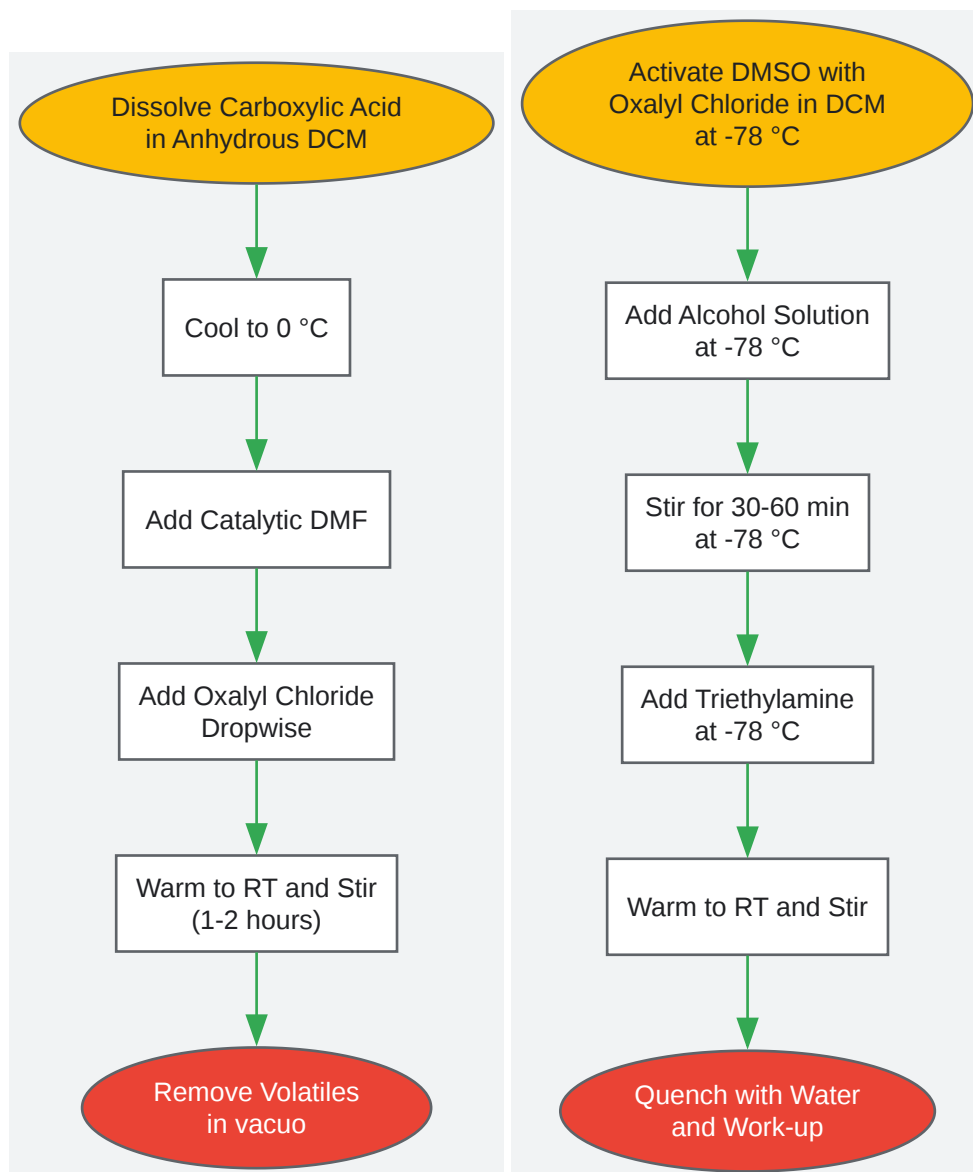 Dissolve Carboxylic Acid
in Anhydrous DCM
Cool to 0 °C
Add Catalytic DMF
Add Oxalyl Chloride
Dropwise
Warm to RT and Stir
(1-2 hours)
Remove Volatiles
in vacuo
Activate DMSO with
Oxalyl Chloride in DCM
at -78 °C
Add Alcohol Solution
at -78 °C
Stir for 30-60 min
at -78 °C
Add Triethylamine
at -78 °C
Warm to RT and Stir
Quench with Water
and Work-up